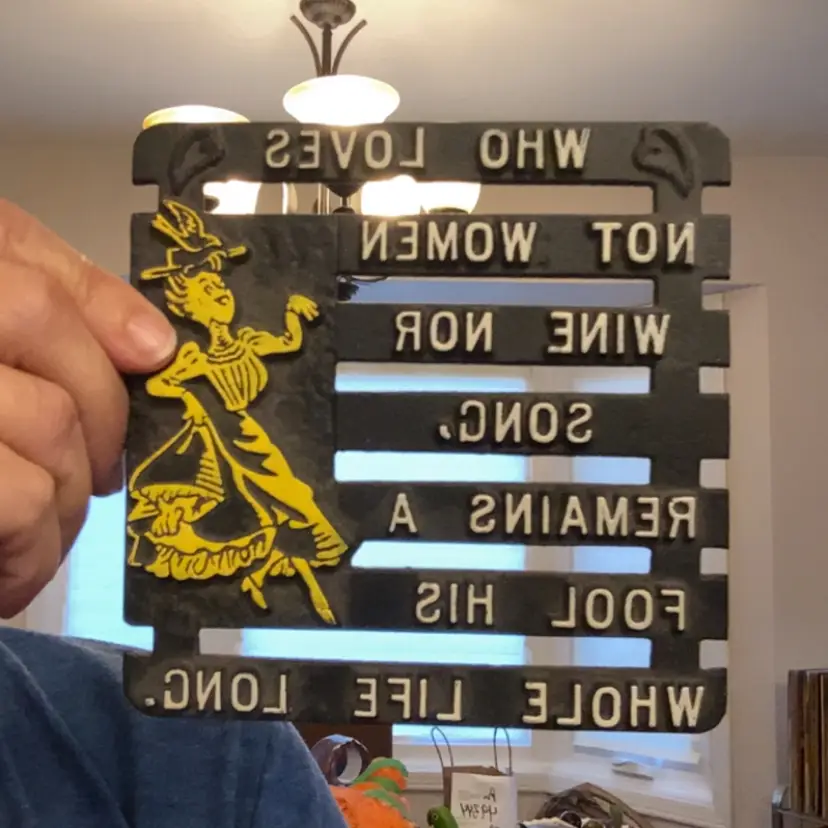 WHO LOVES
NOT WOMEN
WINE NOR
SONG,
REMAINS A
FOOL HIS
WHOLE LIFE LONG.